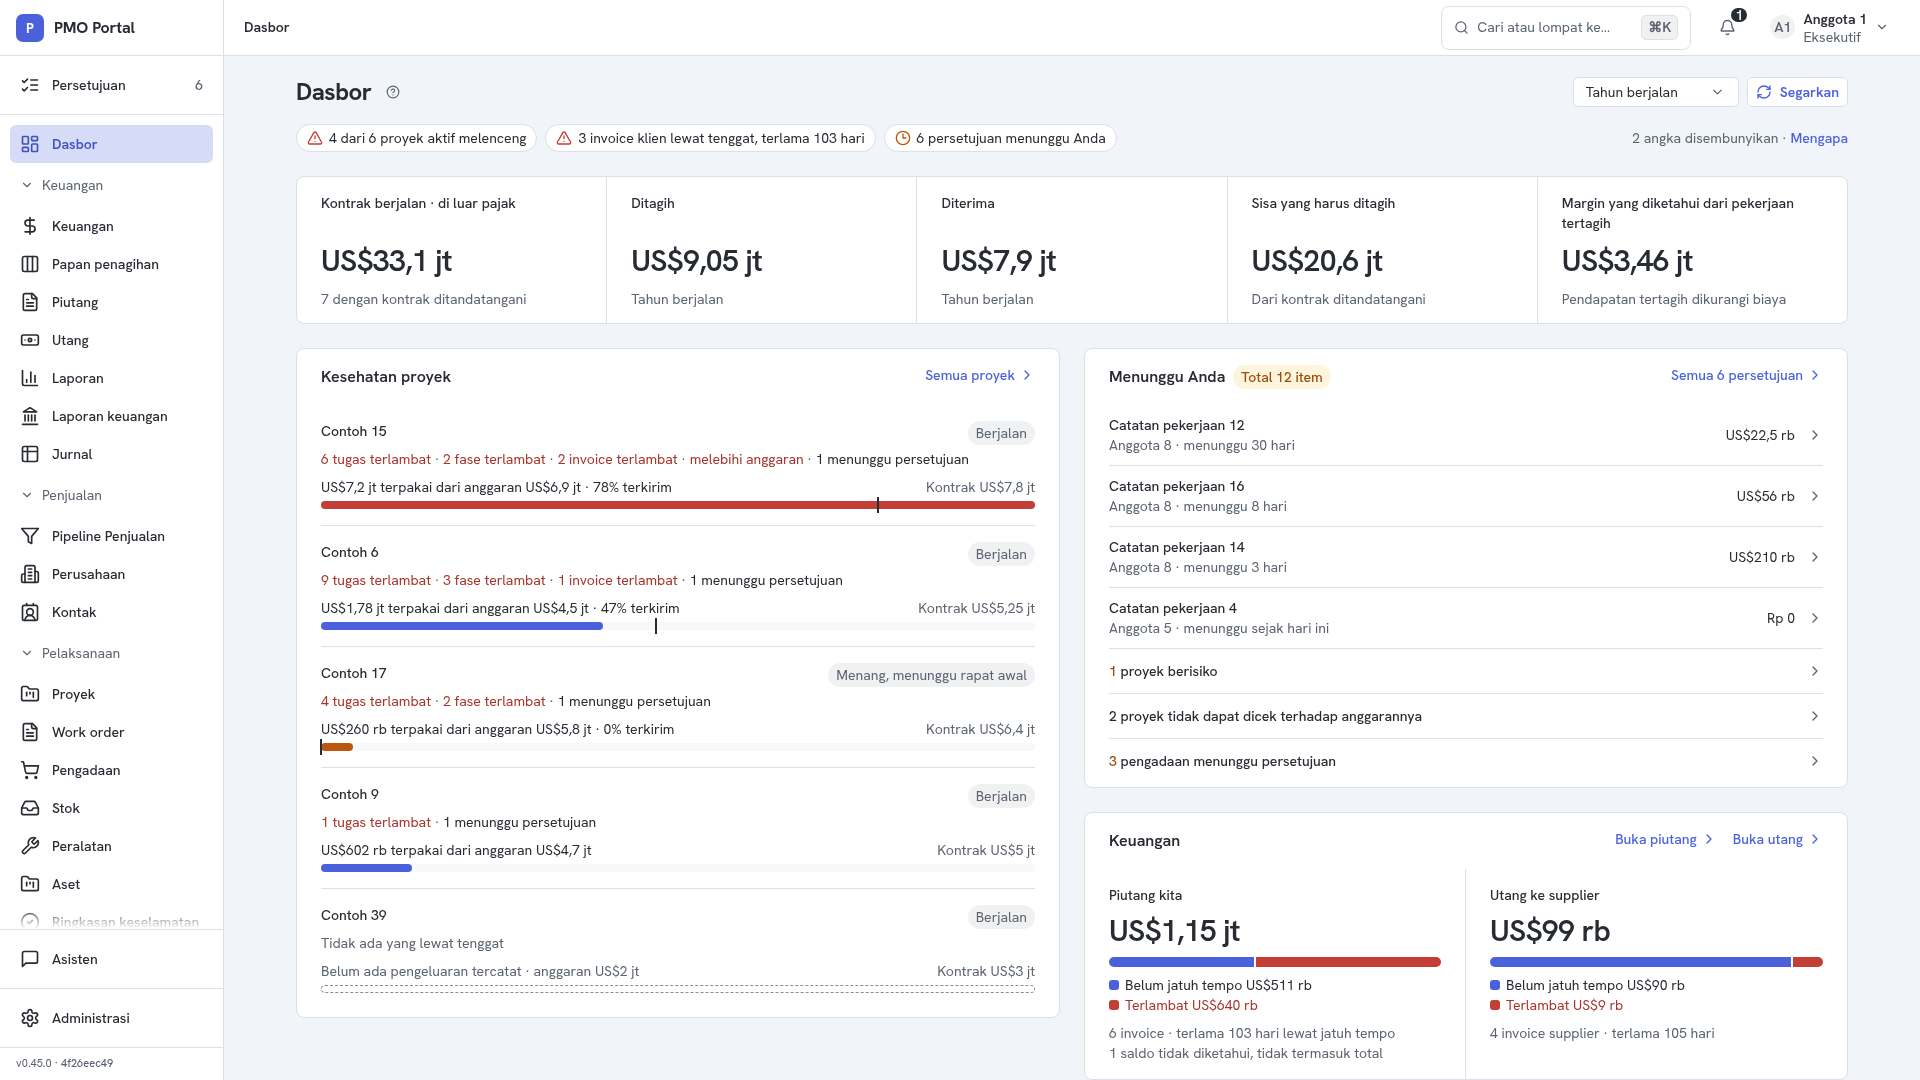 P PMO Portal
Dasbor
Cari atau lompat ke... ⌘K
1
A1
Anggota 1
Eksekutif
Persetujuan 6
Dasbor
Keuangan
Keuangan
Papan penagihan
Piutang
Utang
Laporan
Laporan keuangan
Jurnal
Penjualan
Pipeline Penjualan
Perusahaan
Kontak
Pelaksanaan
Proyek
Work order
Pengadaan
Stok
Peralatan
Aset
Ringkasan keselamatan
Asisten
Administrasi
v0.45.0 · 4f26eec49
Dasbor
Tahun berjalan
Segarkan
4 dari 6 proyek aktif melenceng
3 invoice klien lewat tenggat, terlama 103 hari
6 persetujuan menunggu Anda
2 angka disembunyikan · Mengapa
Kontrak berjalan · di luar pajak
US$33,1 jt
7 dengan kontrak ditandatangani
Ditagih
US$9,05 jt
Tahun berjalan
Diterima
US$7,9 jt
Tahun berjalan
Sisa yang harus ditagih
US$20,6 jt
Dari kontrak ditandatangani
Margin yang diketahui dari pekerjaan
tertagih
US$3,46 jt
Pendapatan tertagih dikurangi biaya
Kesehatan proyek
Semua proyek
Contoh 15
Berjalan
6 tugas terlambat · 2 fase terlambat · 2 invoice terlambat · melebihi anggaran · 1 menunggu persetujuan
US$7,2 jt terpakai dari anggaran US$6,9 jt · 78% terkirim
Kontrak US$7,8 jt
Contoh 6
Berjalan
9 tugas terlambat · 3 fase terlambat · 1 invoice terlambat · 1 menunggu persetujuan
US$1,78 jt terpakai dari anggaran US$4,5 jt · 47% terkirim
Kontrak US$5,25 jt
Contoh 17
Menang, menunggu rapat awal
4 tugas terlambat · 2 fase terlambat · 1 menunggu persetujuan
US$260 rb terpakai dari anggaran US$5,8 jt · 0% terkirim
Kontrak US$6,4 jt
Contoh 9
Berjalan
1 tugas terlambat · 1 menunggu persetujuan
US$602 rb terpakai dari anggaran US$4,7 jt
Kontrak US$5 jt
Contoh 39
Berjalan
Tidak ada yang lewat tenggat
Belum ada pengeluaran tercatat · anggaran US$2 jt
Kontrak US$3 jt
Menunggu Anda
Total 12 item
Semua 6 persetujuan
Catatan pekerjaan 12
Anggota 8 · menunggu 30 hari
US$22,5 rb
Catatan pekerjaan 16
Anggota 8 · menunggu 8 hari
US$56 rb
Catatan pekerjaan 14
Anggota 8 · menunggu 3 hari
US$210 rb
Catatan pekerjaan 4
Anggota 5 · menunggu sejak hari ini
Rp 0
1 proyek berisiko
2 proyek tidak dapat dicek terhadap anggarannya
3 pengadaan menunggu persetujuan
Keuangan
Buka piutang
Buka utang
Piutang kita
US$1,15 jt
Belum jatuh tempo US$511 rb
Terlambat US$640 rb
6 invoice · terlama 103 hari lewat jatuh tempo
1 saldo tidak diketahui, tidak termasuk total
Utang ke supplier
US$99 rb
Belum jatuh tempo US$90 rb
Terlambat US$9 rb
4 invoice supplier · terlama 105 hari